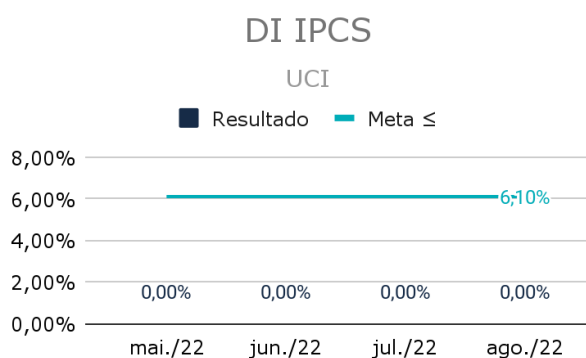 DI IPCS
UCI
Resultado Meta ≤
8,00%
6,00%
6,10%
4,00%
2,00%
0,00% 0,00% 0,00% 0,00%
0,00%
mai./22 jun./22 jul./22 ago./22